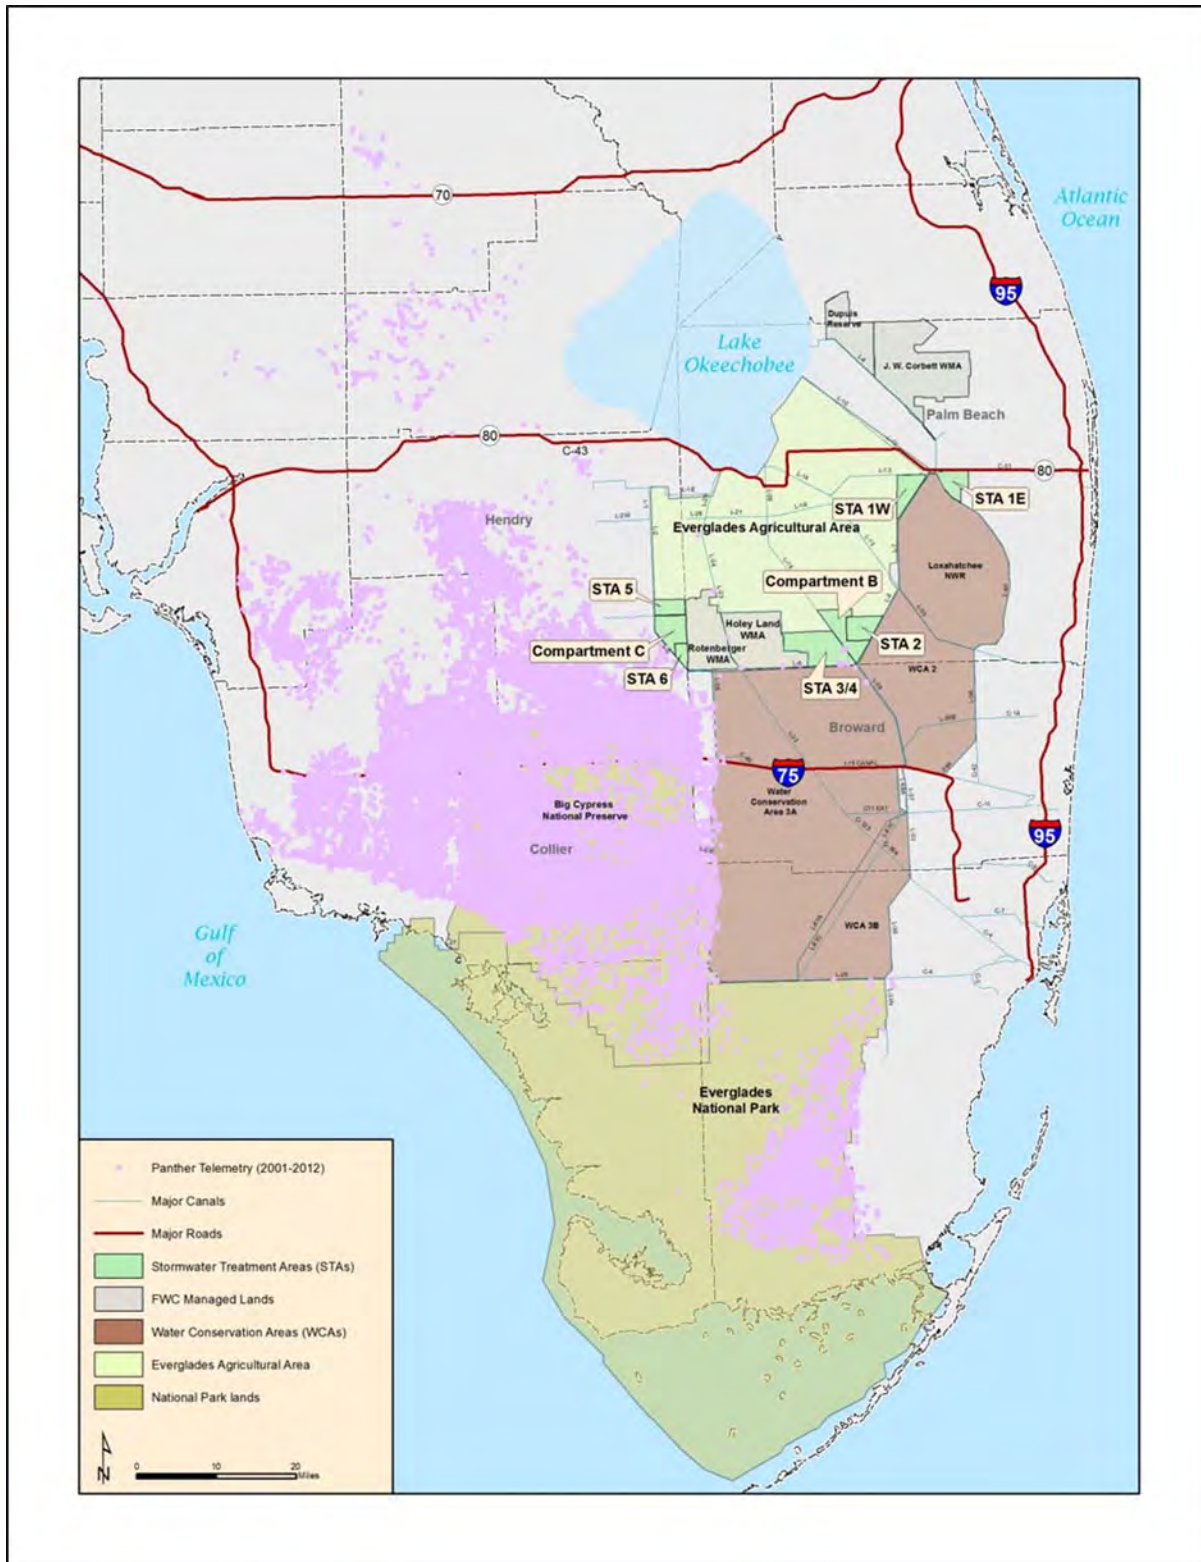 Atlantic
Ocean
70
95
Dupuis
Reserve
Lake
Okeechobee
J. W. Corbett WMA
Palm Beach
80
C-43
80
STA 1E
STA 1W
Hendry
Everglades Agricultural Area
Loxahatchee
NWR
Compartment B
STA 5
Holey Land
WMA
STA 2
Compartment C
Rotenberger
WMA
STA 6
STA 3/4
WCA 2
Broward
75
Water
Conservation
Area 3A
Big Cypress
National Preserve
95
Collier
WCA 3B
Gulf
of
Mexico
Everglades
National Park
Panther Telemetry (2001-2012)
Major Canals
Major Roads
Stormwater Treatment Areas (STAs)
FWC Managed Lands
Water Conservation Areas (WCAs)
Everglades Agricultural Area
National Park lands
N
0 10 20
Miles